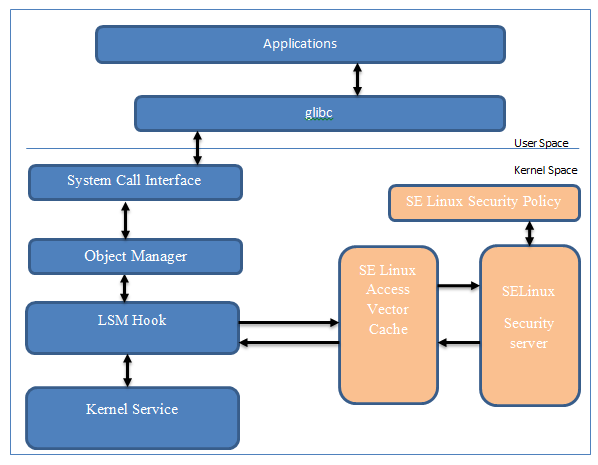 Applications
glibc
User Space
Kernel Space
System Call Interface
SE Linux Security Policy
Object Manager
SE Linux
Access
Vector
Cache
SELinux
Security
server
LSM Hook
Kernel Service